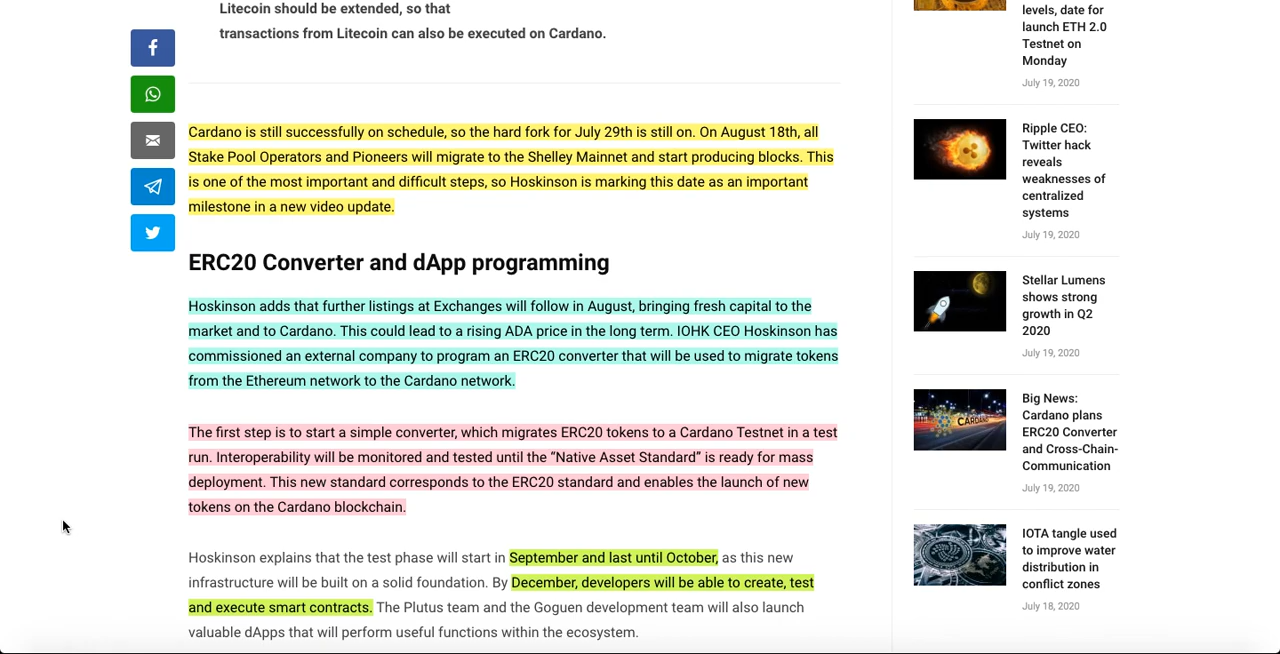 Litecoin should be extended, so that
transactions from Litecoin can also be executed on Cardano.
Cardano is still successfully on schedule, so the hard fork for July 29th is still on. On August 18th, all
Stake Pool Operators and Pioneers will migrate to the Shelley Mainnet and start producing blocks. This
is one of the most important and difficult steps, so Hoskinson is marking this date as an important
milestone in a new video update.
ERC20 Converter and dApp programming
Hoskinson adds that further listings at Exchanges will follow in August, bringing fresh capital to the
market and to Cardano. This could lead to a rising ADA price in the long term. IOHK CEO Hoskinson has
commissioned an external company to program an ERC20 converter that will be used to migrate tokens
from the Ethereum network to the Cardano network.
The first step is to start a simple converter, which migrates ERC20 tokens to a Cardano Testnet in a test
run. Interoperability will be monitored and tested until the “Native Asset Standard” is ready for mass
deployment. This new standard corresponds to the ERC20 standard and enables the launch of new
tokens on the Cardano blockchain.
Hoskinson explains that the test phase will start in September and last until October, as this new
infrastructure will be built on a solid foundation. By December, developers will be able to create, test
and execute smart contracts. The Plutus team and the Goguen development team will also launch
valuable dApps that will perform useful functions within the ecosystem.
levels, date for
launch ETH 2.0
Testnet on
Monday
July 19, 2020
Ripple CEO:
Twitter hack
reveals
weaknesses of
centralized
systems
July 19, 2020
Stellar Lumens
shows strong
growth in Q2
2020
July 19, 2020
CARDANO
Big News:
Cardano plans
ERC20 Converter
and Cross-Chain-
Communication
July 19, 2020
IOTA tangle used
to improve water
distribution in
conflict zones
July 18, 2020